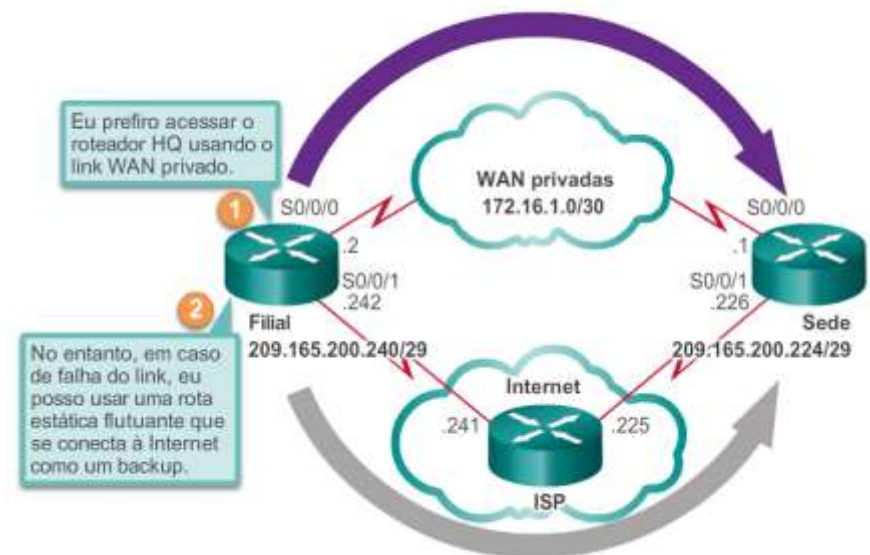 Eu prefiro acessar o
roteador HQ usando o
link WAN privado.
1
S0/0/0
WAN privadas
172.16.1.0/30
S0/0/0
.2
.1
S0/0/1
.242
S0/0/1
.226
2
Filial
209.165.200.240/29
Sede
209.165.200.224/29
No entanto, em caso
de falha do link, eu
posso usar uma rota
estática flutuante que
se conecta à Internet
como um backup.
Internet
.241
.225
ISP